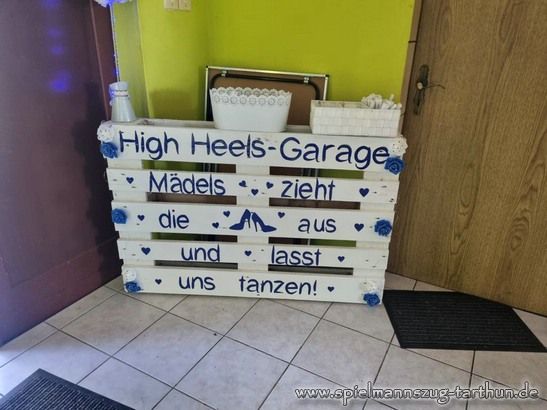 High Heels-Garage
Mädels zieht
die aus
und lasst
uns tanzen!
www.spielmannszug-tarthun.de